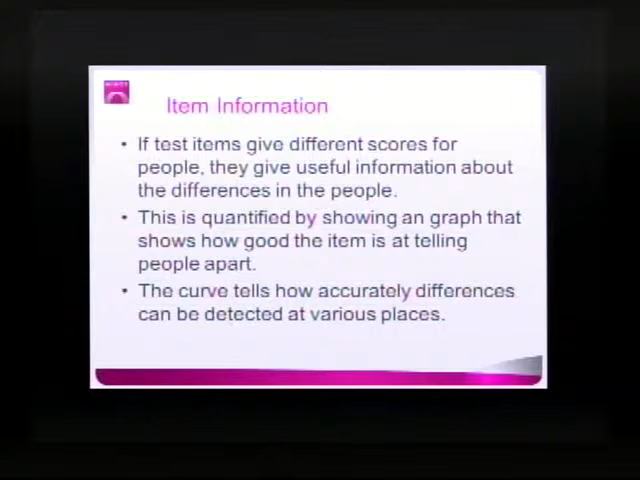 Item Information
• If test items give different scores for
people, they give useful information about
the differences in the people.
• This is quantified by showing an graph that
shows how good the item is at telling
people apart.
• The curve tells how accurately differences
can be detected at various places.